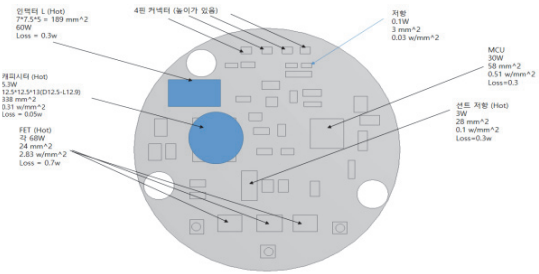 인덕터 L (Hot)
7*7.5*5 = 189 mm^2
60W
Loss = 0.3w
4핀 커넥터 (높이가 있음)
저항
0.1W
3 mm^2
0.03 w/mm^2
MCU
30W
58 mm^2
0.51 w/mm^2
Loss=0.3
캐패시터 (Hot)
5.3W
12.5*12.5*13(D12.5-L12.9)
338 mm^2
0.31 w/mm^2
Loss = 0.05w
션트 저항 (Hot)
3W
28 mm^2
0.1 w/mm^2
Loss=0.3w
FET (Hot)
각 68W
24 mm^2
2.83 w/mm^2
Loss = 0.7w